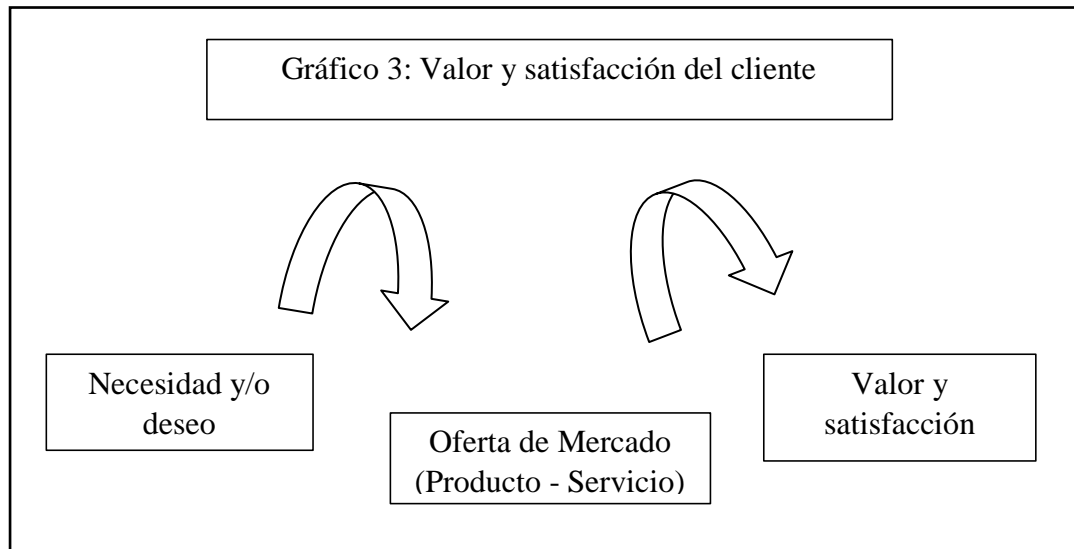 Gráfico 3: Valor y satisfacción del cliente
Necesidad y/o
deseo
Oferta de Mercado
(Producto - Servicio)
Valor y
satisfacción